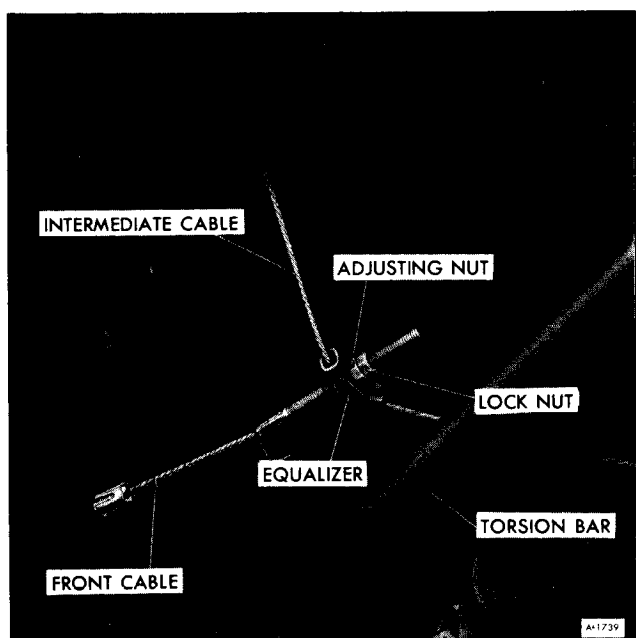 INTERMEDIATE CABLE
ADJUSTING NUT
LOCK NUT
EQUALIZER
TORSION BAR
FRONT CABLE
A-1739